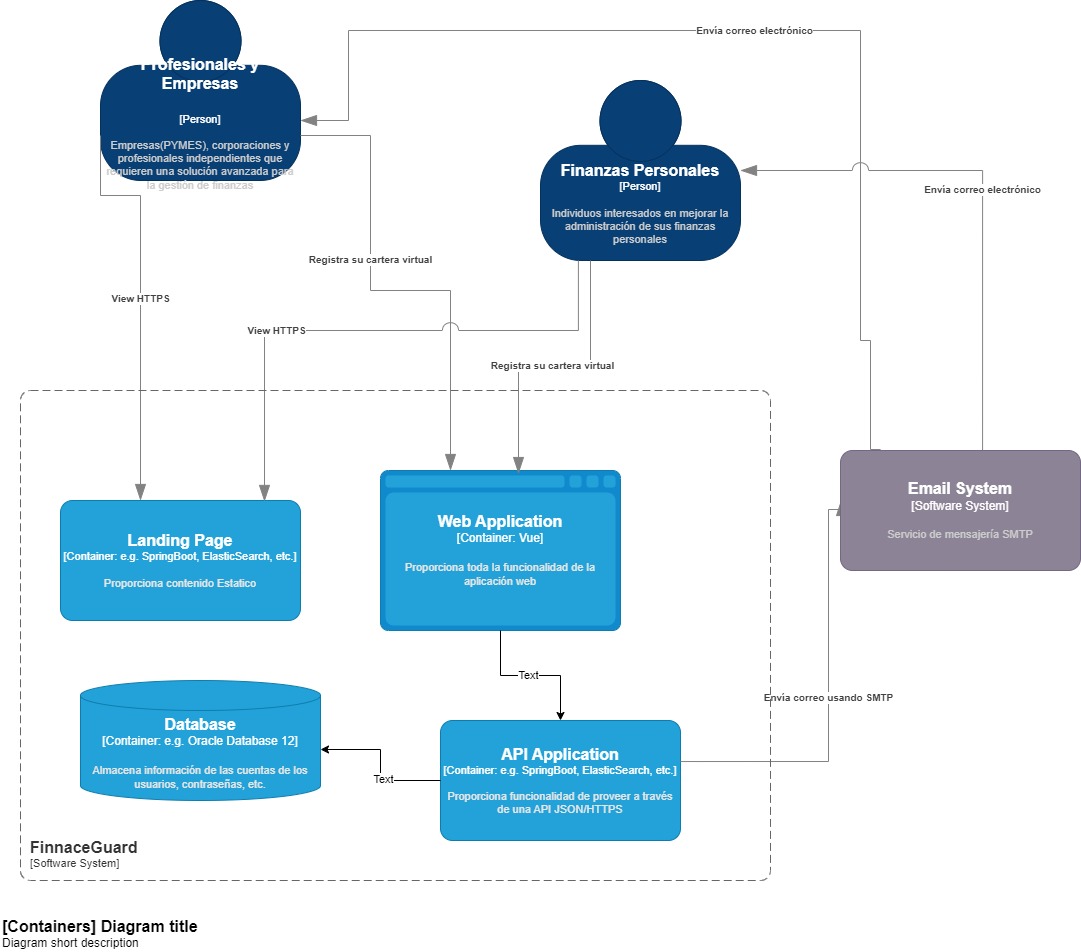 Envía correo electrónico
Profesionales y
Empresas
[Person]
Empresas(PYMES), corporaciones y
profesionales independientes que
requieren una solución avanzada para
la gestión de finanzas
Finanzas Personales
[Person]
Individuos interesados en mejorar la
administración de sus finanzas
personales
Envía correo electrónico
Registra su cartera virtual
View HTTPS
View HTTPS
Registra su cartera virtual
Email System
[Software System]
Servicio de mensajería SMTP
Landing Page
[Container: e.g. SpringBoot, ElasticSearch, etc.]
Proporciona contenido Estatico
Web Application
[Container: Vue]
Proporciona toda la funcionalidad de la
aplicación web
Text
Envía correo usando SMTP
Database
[Container: e.g. Oracle Database 12]
Almacena información de las cuentas de los
usuarios, contraseñas, etc.
Text
API Application
[Container: e.g. SpringBoot, ElasticSearch, etc.]
Proporciona funcionalidad de proveer a través
de una API JSON/HTTPS
FinnaceGuard
[Software System]
[Containers] Diagram title
Diagram short description